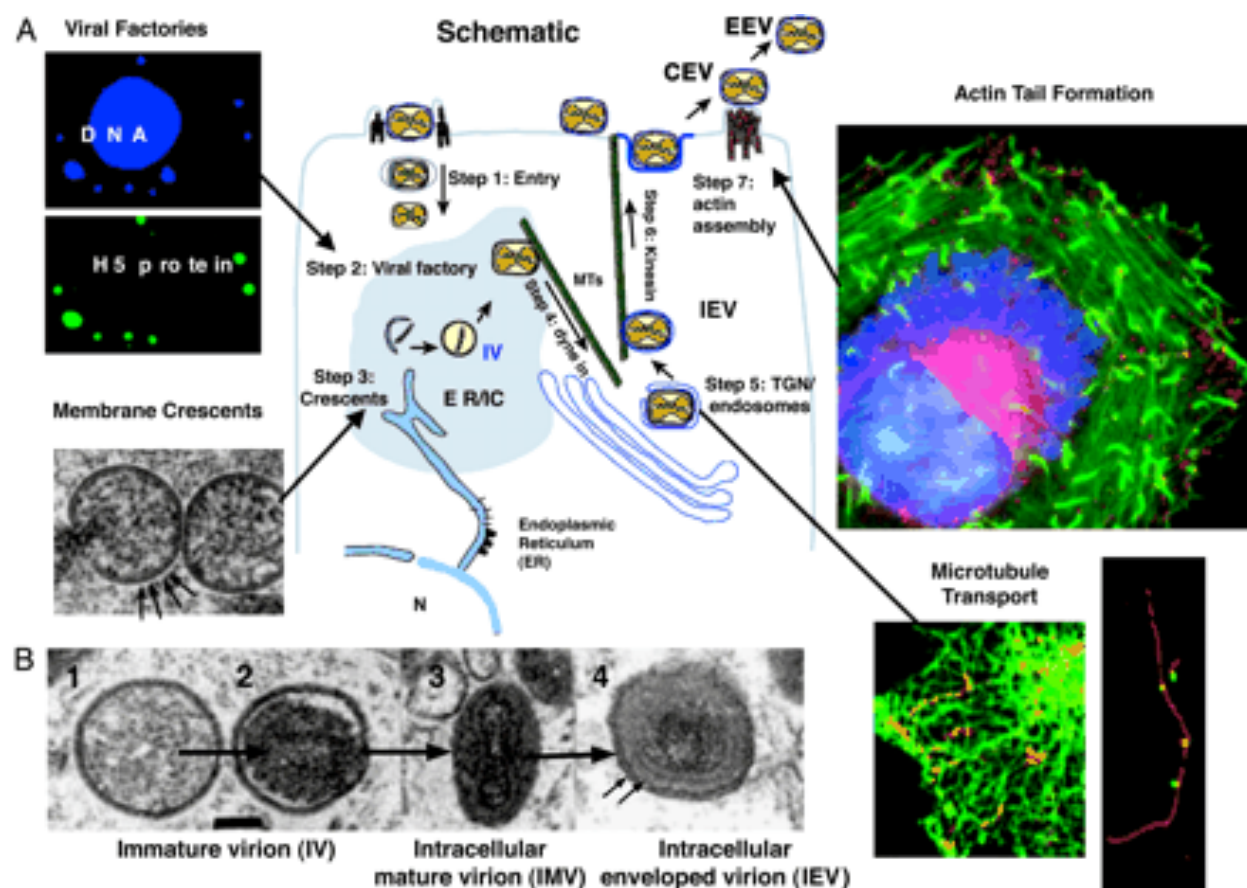 A
Viral Factories
D N A
H 5 p ro te in
Membrane Crescents
Schematic
EEV
CEV
Step 1: Entry
Step 2: Viral factory
Step 3:
Crescents
IV
E R/IC
MTs
Step 4: dyne in
Step 6: Kinesin
Step 7:
actin
assembly
IEV
Step 5: TGN/
endosomes
Endoplasmic
Reticulum
(ER)
N
Actin Tail Formation
Microtubule
Transport
B
1
2
3
4
Immature virion (IV)
Intracellular
mature virion (IMV)
Intracellular
enveloped virion (IEV)